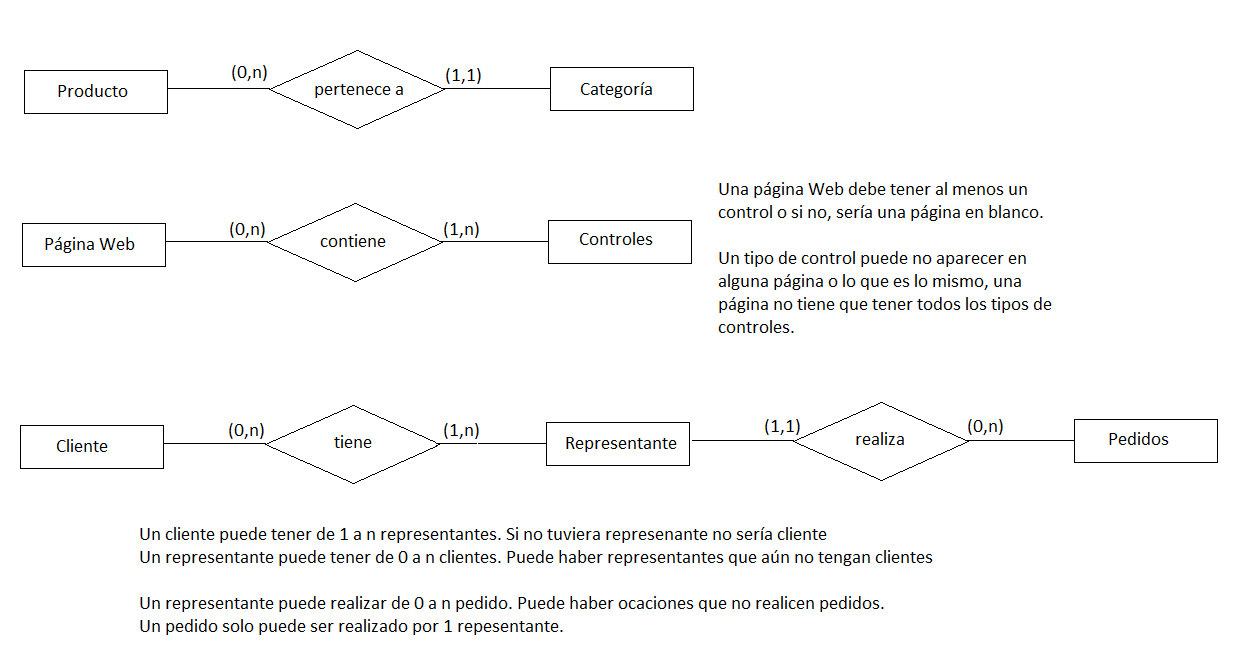 Producto
(0,n)
pertenece a
(1,1)
Categoría
Página Web
(0,n)
contiene
(1,n)
Controles
Una página Web debe tener al menos un
control o si no, sería una página en blanco.
Un tipo de control puede no aparecer en
alguna página o lo que es lo mismo, una
página no tiene que tener todos los tipos de
controles.
Cliente
(0,n)
tiene
(1,n)
Representante
(1,1)
realiza
(0,n)
Pedidos
Un cliente puede tener de 1 a n representantes. Si no tuviera represenante no sería cliente
Un representante puede tener de 0 a n clientes. Puede haber representantes que aún no tengan clientes
Un representante puede realizar de 0 a n pedido. Puede haber ocaciones que no realicen pedidos.
Un pedido solo puede ser realizado por 1 repesentante.